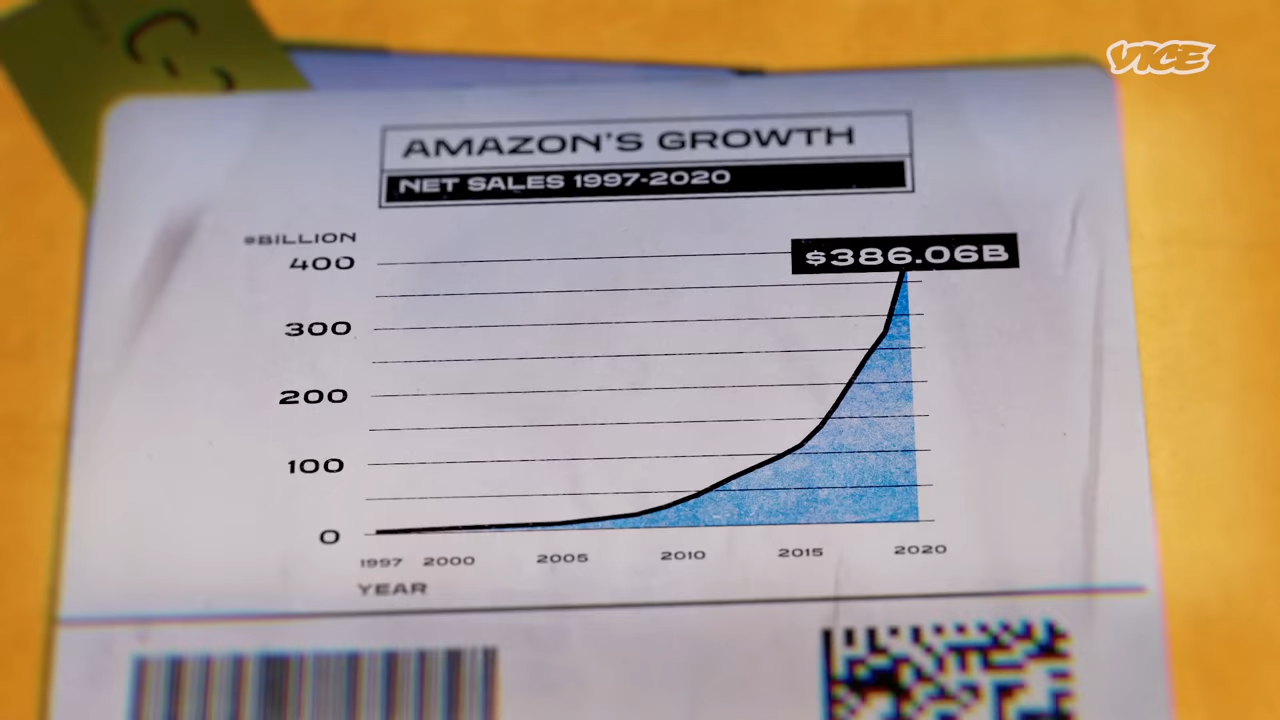 VICE
AMAZON'S GROWTH
NET SALES 1997-2020
$BILLION
400
$386.06B
300
200
100
0
1997 2000 2005 2010 2015 2020
YEAR